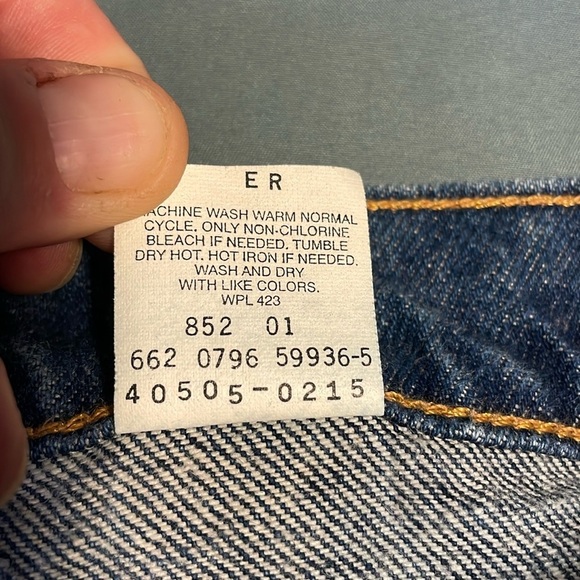 ER
ACHINE WASH WARM NORMAL
CYCLE. ONLY NON-CHLORINE
BLEACH IF NEEDED. TUMBLE
DRY HOT. HOT IRON IF NEEDED.
WASH AND DRY
WITH LIKE COLORS.
WPL 423
852 01
662 0796 59936-5
40505-0215